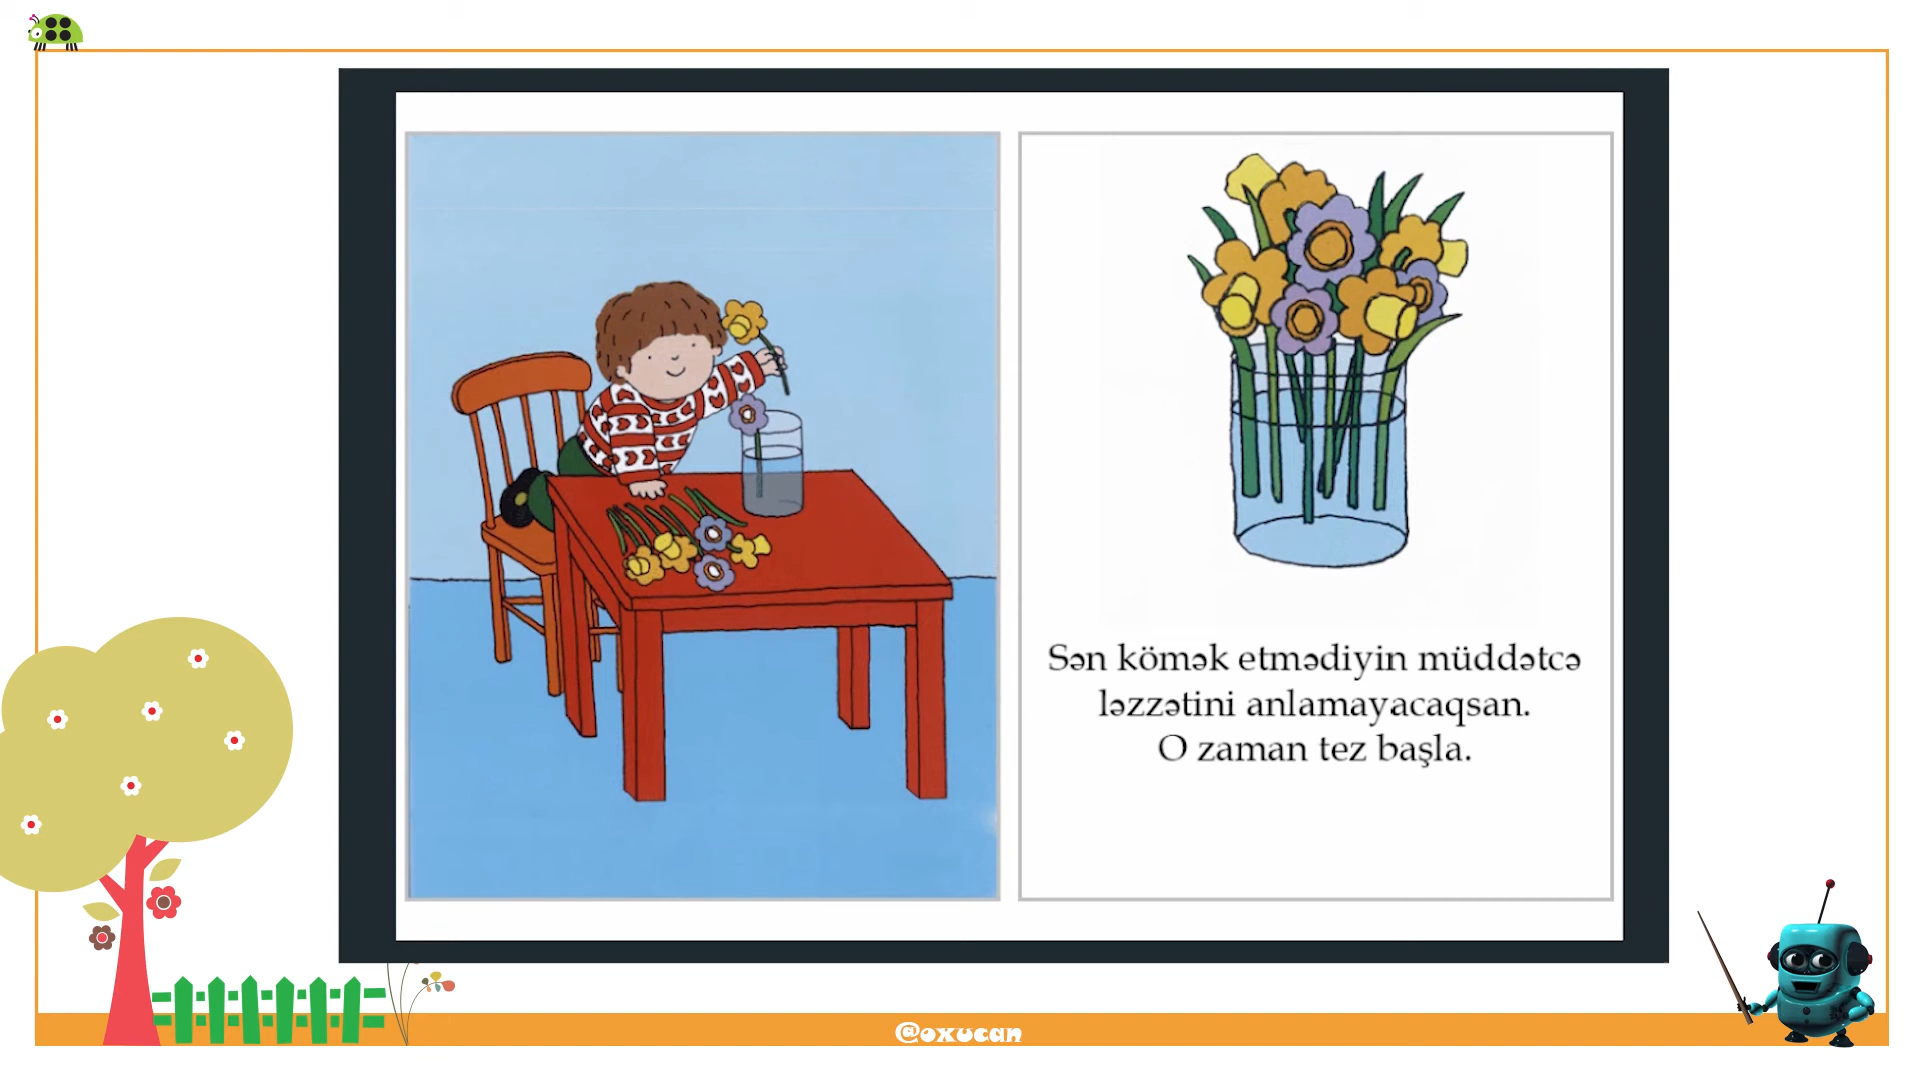 Sən kömək etmədiyin müddətcə
ləzzətini anlamayacaqsan.
O zaman tez başla.
@oxucan